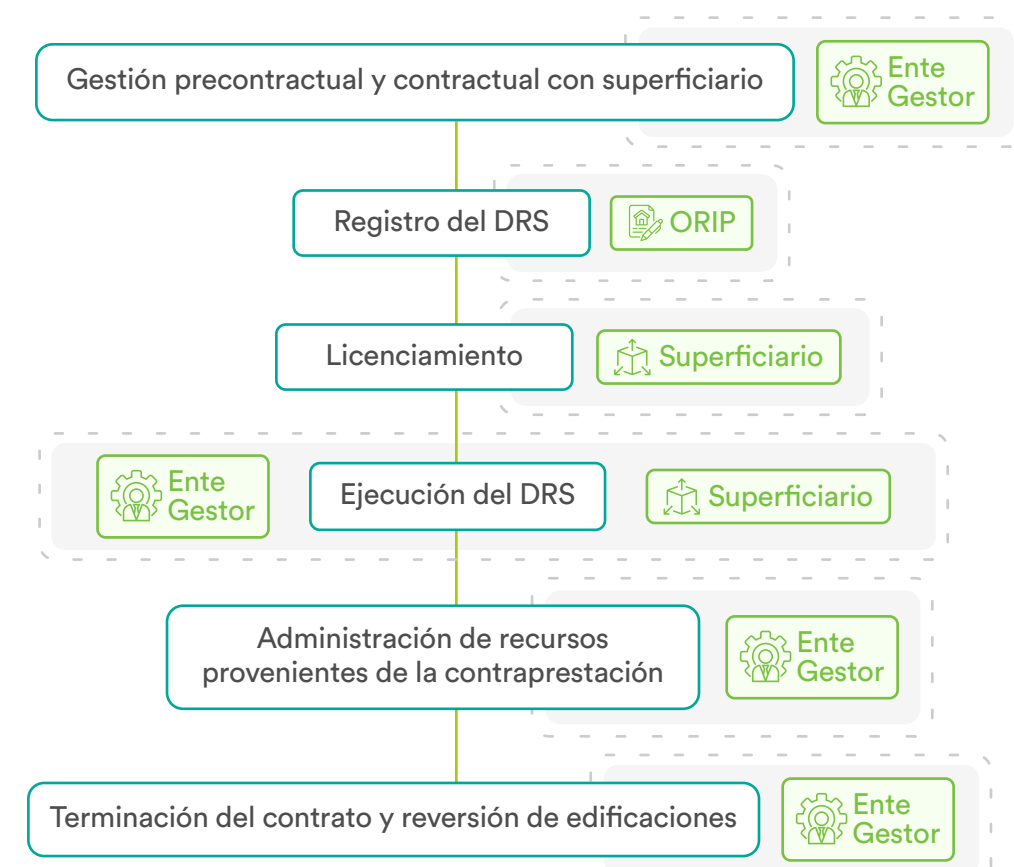 Gestión precontractual y contractual con superficiario
Ente
Gestor
Registro del DRS
ORIP
Licenciamiento
Superficiario
Ente
Gestor
Ejecución del DRS
Superficiario
Administración de recursos
provenientes de la contraprestación
Ente
Gestor
Terminación del contrato y reversión de edificaciones
Ente
Gestor